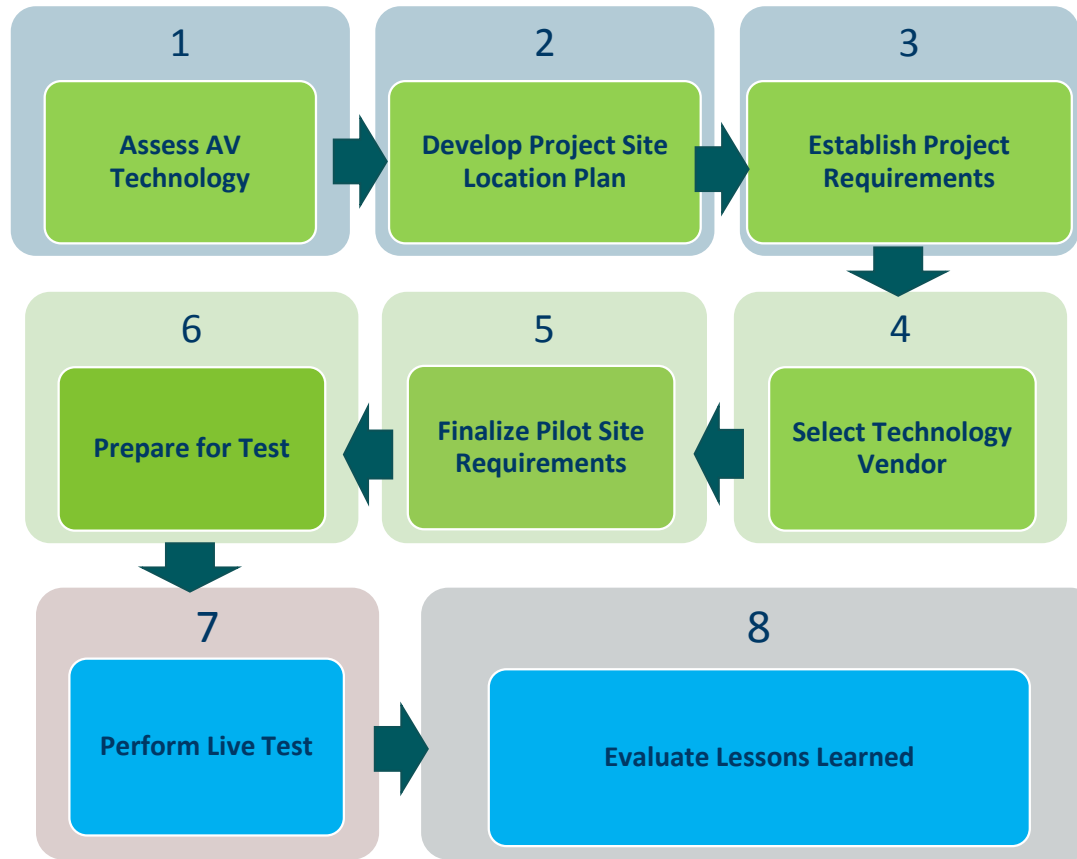 1
Assess AV
Technology
2
Develop Project Site
Location Plan
3
Establish Project
Requirements
4
Select Technology
Vendor
5
Finalize Pilot Site
Requirements
6
Prepare for Test
7
Perform Live Test
8
Evaluate Lessons Learned